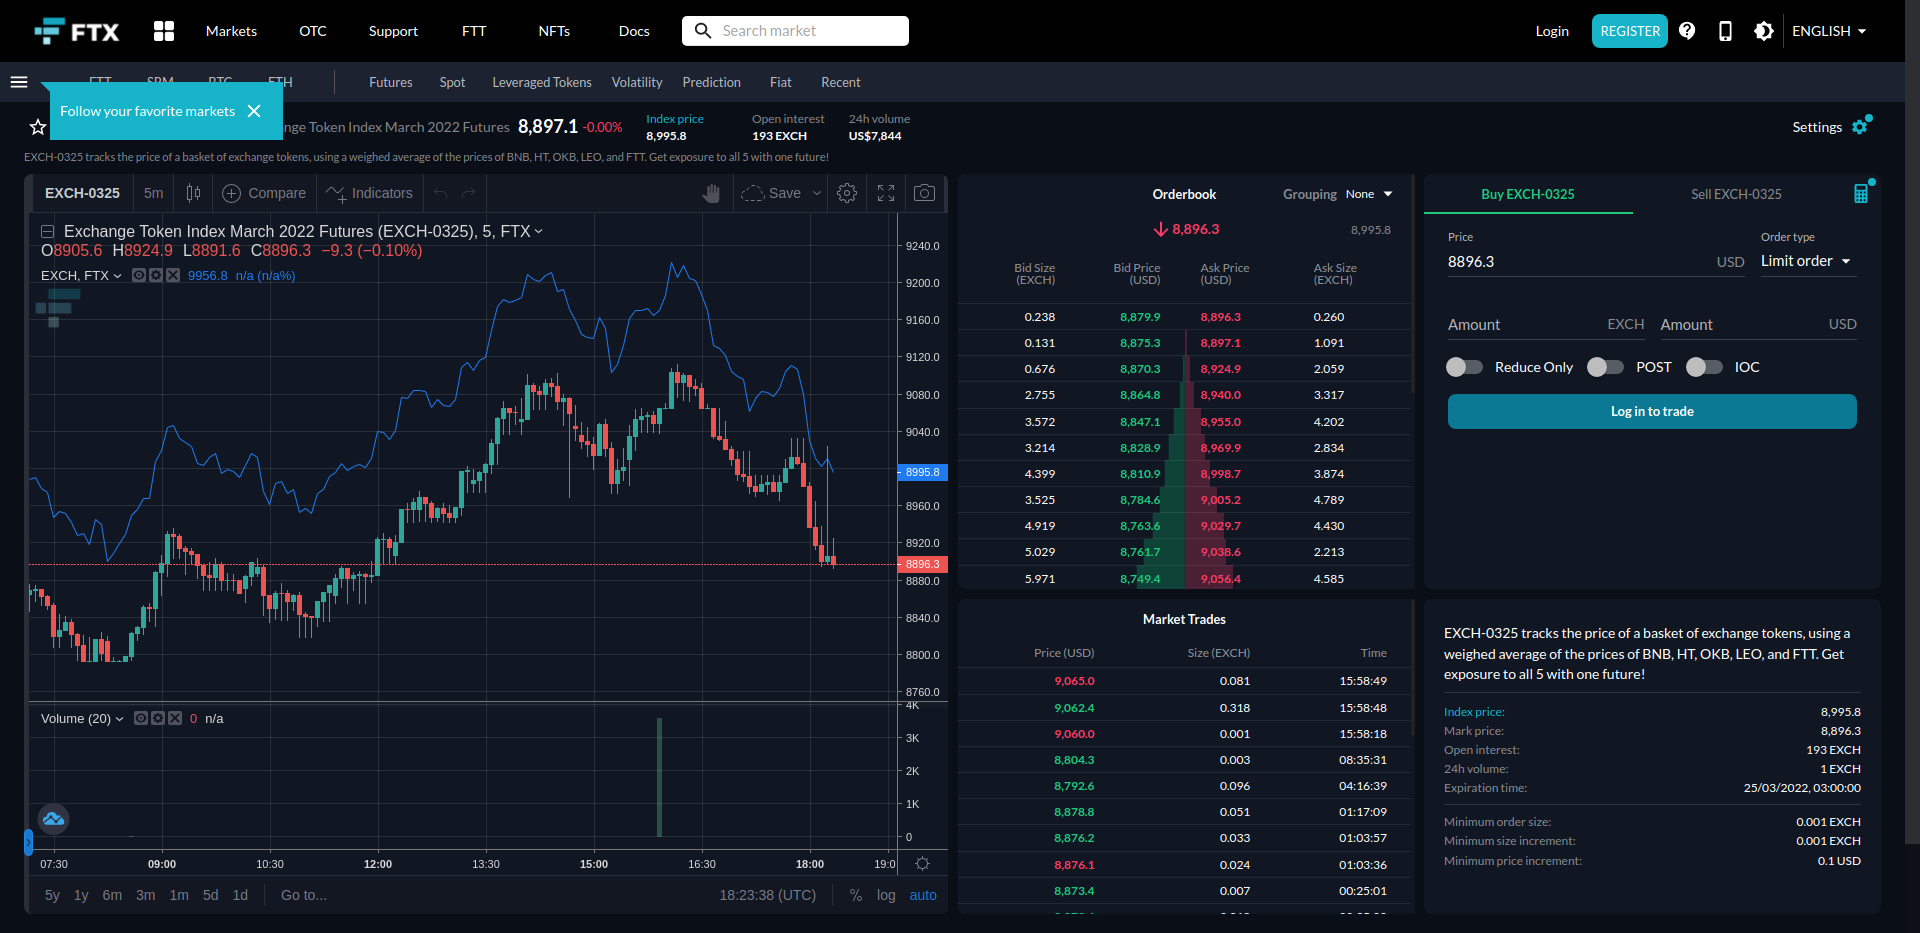 FTX
Markets OTC Support FTT NFTs Docs
Search market
Login REGISTER ENGLISH
Futures Spot Leveraged Tokens Volatility Prediction Fiat Recent
Follow your favorite markets
nge Token Index March 2022 Futures 8,897.1 -0.00%
Index price
8,995.8
Open interest
193 EXCH
24h volume
US$7,844
Settings
EXCH-0325 tracks the price of a basket of exchange tokens, using a weighed average of the prices of BNB, HT, OKB, LEO, and FTT. Get exposure to all 5 with one future!
EXCH-0325 5m Compare Indicators Save
Exchange Token Index March 2022 Futures (EXCH-0325), 5, FTX
O8905.6 H8924.9 L8891.6 C8896.3 −9.3 (−0.10%)
EXCH, FTX 9956.8 n/a (n/a%)
9240.0
9200.0
9160.0
9120.0
9080.0
9040.0
8995.8
8960.0
8920.0
8896.3
8880.0
8840.0
8800.0
8760.0
Volume (20) 0 n/a
4K
3K
2K
1K
0
07:30 09:00 10:30 12:00 13:30 15:00 16:30 18:00 19:0
5y 1y 6m 3m 1m 5d 1d Go to... 18:23:38 (UTC) % log auto
Orderbook Grouping None
8,896.3 8,995.8
Bid Size (EXCH) Bid Price (USD) Ask Price (USD) Ask Size (EXCH)
0.238 8,879.9 8,896.3 0.260
0.131 8,875.3 8,897.1 1.091
0.676 8,870.3 8,924.9 2.059
2.755 8,864.8 8,940.0 3.317
3.572 8,847.1 8,955.0 4.202
3.214 8,828.9 8,969.9 2.834
4.399 8,810.9 8,998.7 3.874
3.525 8,784.6 9,005.2 4.789
4.919 8,763.6 9,029.7 4.430
5.029 8,761.7 9,038.6 2.213
5.971 8,749.4 9,056.4 4.585
Market Trades
Price (USD) Size (EXCH) Time
9,065.0 0.081 15:58:49
9,062.4 0.318 15:58:48
9,060.0 0.001 15:58:18
8,804.3 0.003 08:35:31
8,792.6 0.096 04:16:39
8,878.8 0.051 01:17:09
8,876.2 0.033 01:03:57
8,876.1 0.024 01:03:36
8,873.4 0.007 00:25:01
Buy EXCH-0325 Sell EXCH-0325
Price Order type
8896.3 USD Limit order
Amount EXCH Amount USD
Reduce Only POST IOC
Log in to trade
EXCH-0325 tracks the price of a basket of exchange tokens, using a
weighed average of the prices of BNB, HT, OKB, LEO, and FTT. Get
exposure to all 5 with one future!
Index price: 8,995.8
Mark price: 8,896.3
Open interest: 193 EXCH
24h volume: 1 EXCH
Expiration time: 25/03/2022, 03:00:00
Minimum order size: 0.001 EXCH
Minimum size increment: 0.001 EXCH
Minimum price increment: 0.1 USD